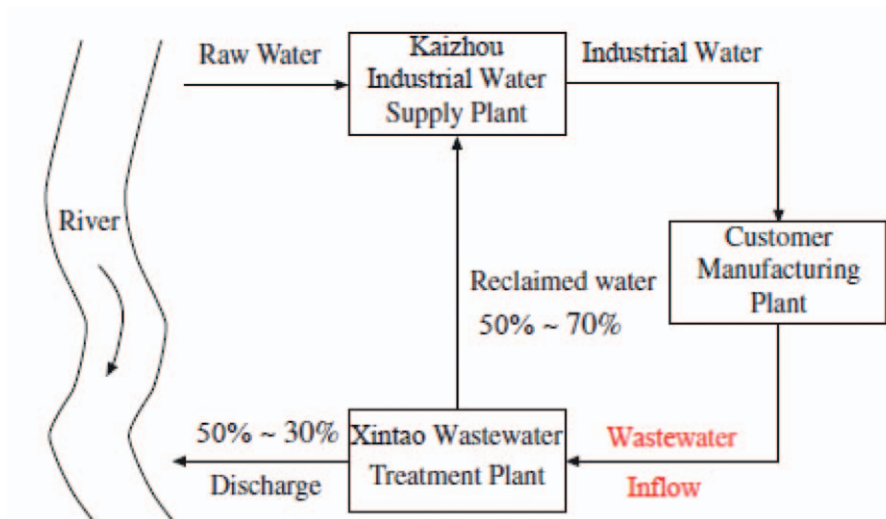 Raw Water
Kaizhou
Industrial Water
Supply Plant
Industrial Water
River
Customer
Manufacturing
Plant
Reclaimed water
50% ~ 70%
50% ~ 30%
Discharge
Xintao Wastewater
Treatment Plant
Wastewater
Inflow